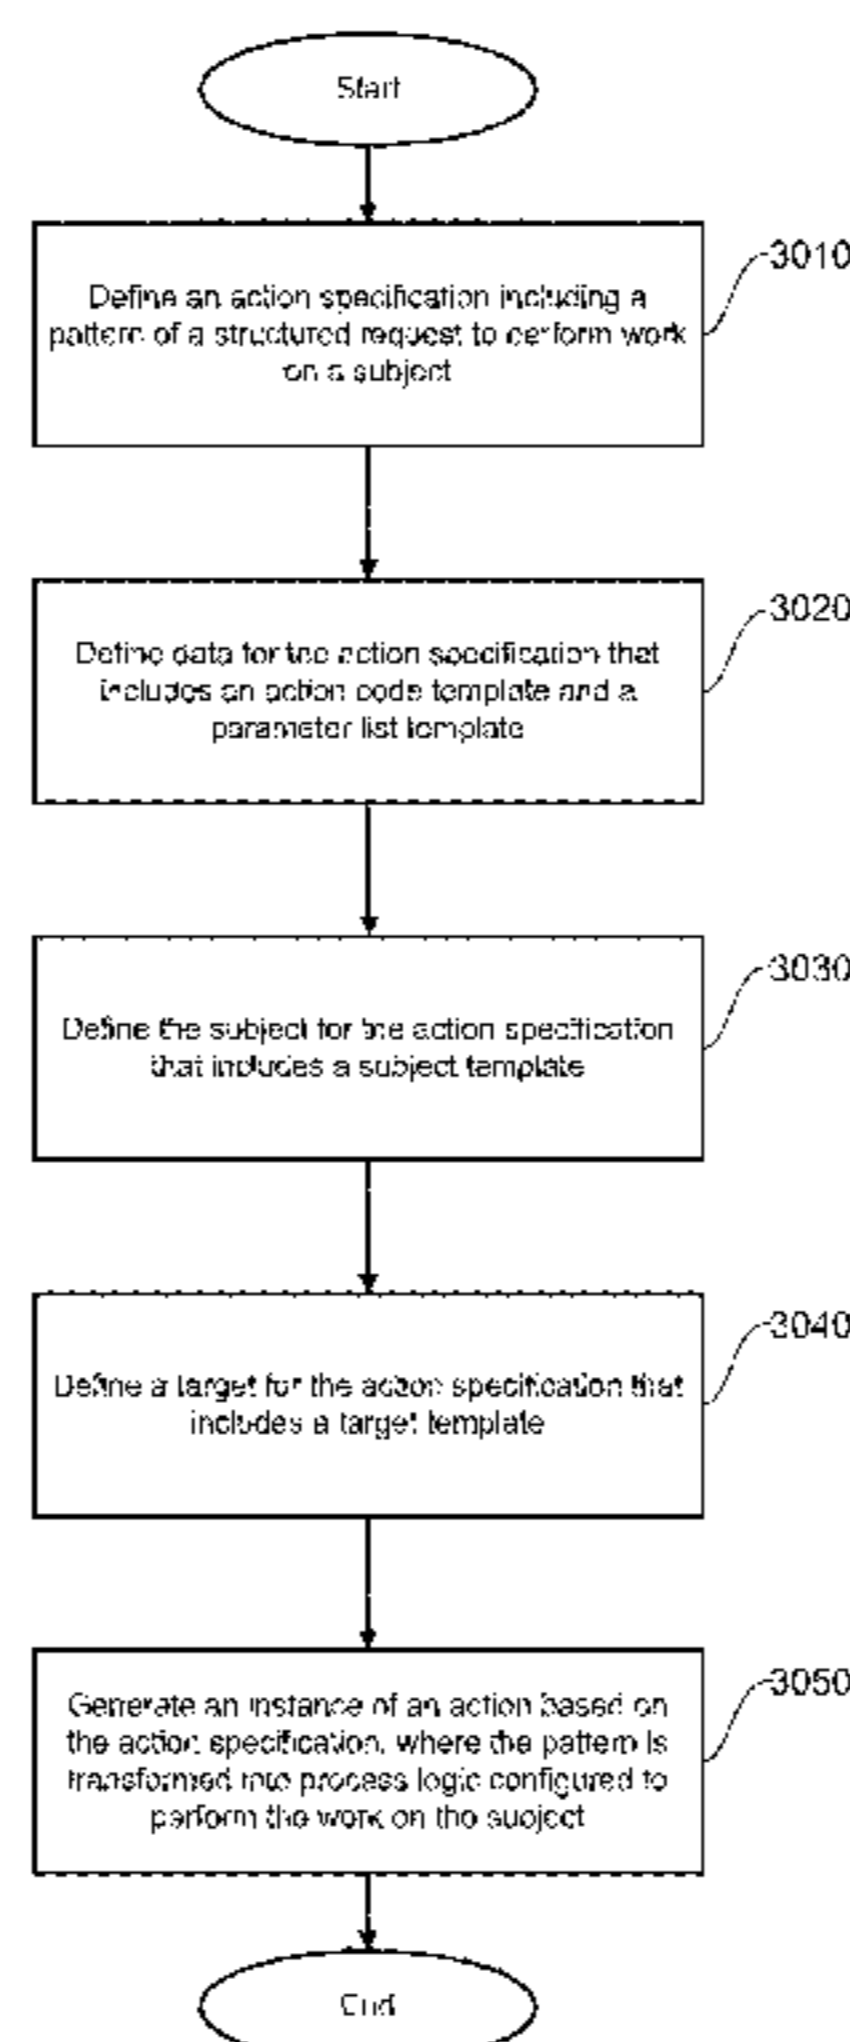 Start
3010
Define an action specification including a
pattern of a structured request to perform work
on a subject
3020
Define data for the action specification that
includes an action code template and a
parameter list template
3030
Define the subject for the action specification
that includes a subject template
3040
Define a target for the action specification that
includes a target template
3050
Generate an instance of an action based on
the action specification, where the pattern is
transformed into process logic configured to
perform the work on the subject
End